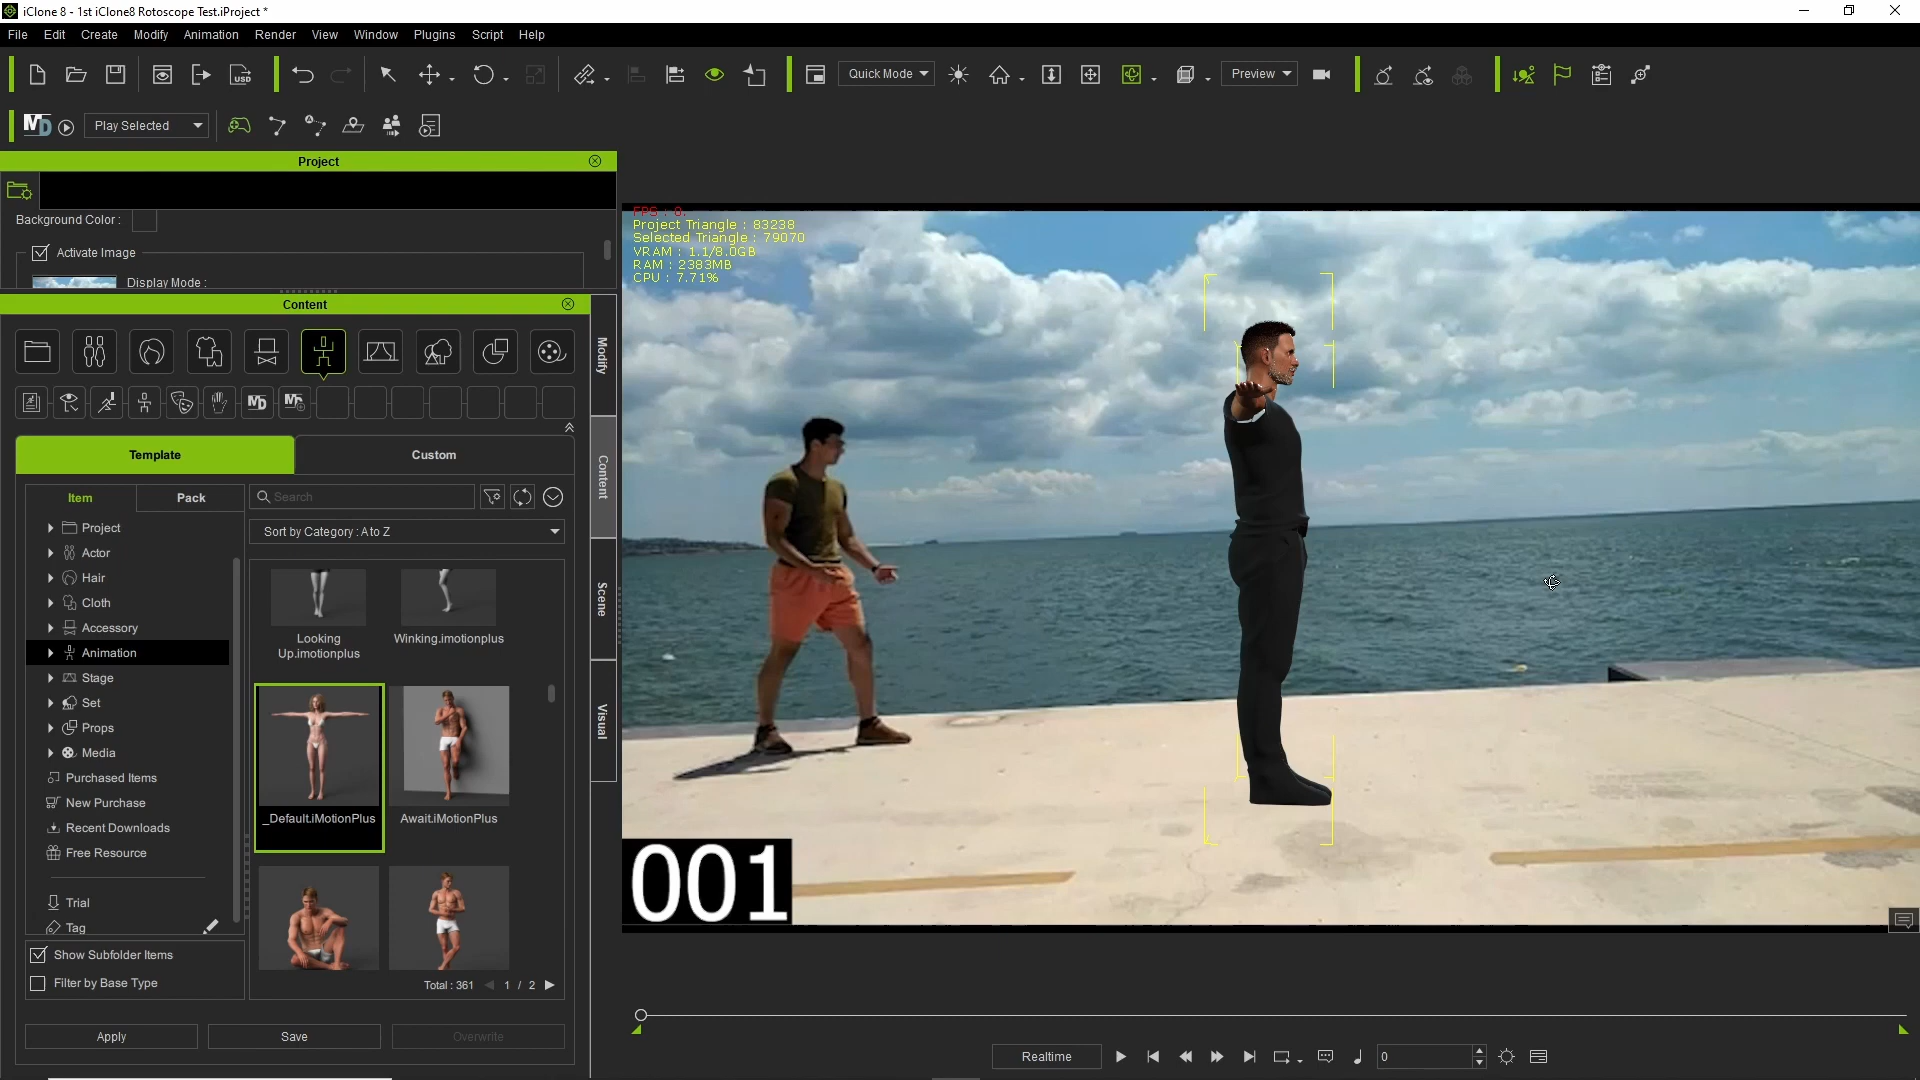 iClone 8 - 1st iClone8 Rotoscope Test.iProject *
File Edit Create Modify Animation Render View Window Plugins Script Help
USD
Quick Mode
Preview
MD
Play Selected
Project
Background Color :
Activate Image
Display Mode :
Content
MD
Template
Custom
Item
Pack
Search
Sort by Category : A to Z
Project
Actor
Hair
Cloth
Accessory
Animation
Stage
Set
Props
Media
Purchased Items
New Purchase
Recent Downloads
Free Resource
Trial
Tag
Show Subfolder Items
Filter by Base Type
Looking
Up.imotionplus
Winking.imotionplus
_Default.iMotionPlus
Await.iMotionPlus
Total : 361
1 / 2
Apply
Save
Overwrite
Modify
Content
Scene
Visual
FPS : 0.
Project Triangle : 83238
Selected Triangle : 79070
VRAM : 1.1/8.0GB
RAM : 2383MB
CPU : 7.71%
001
Realtime
0